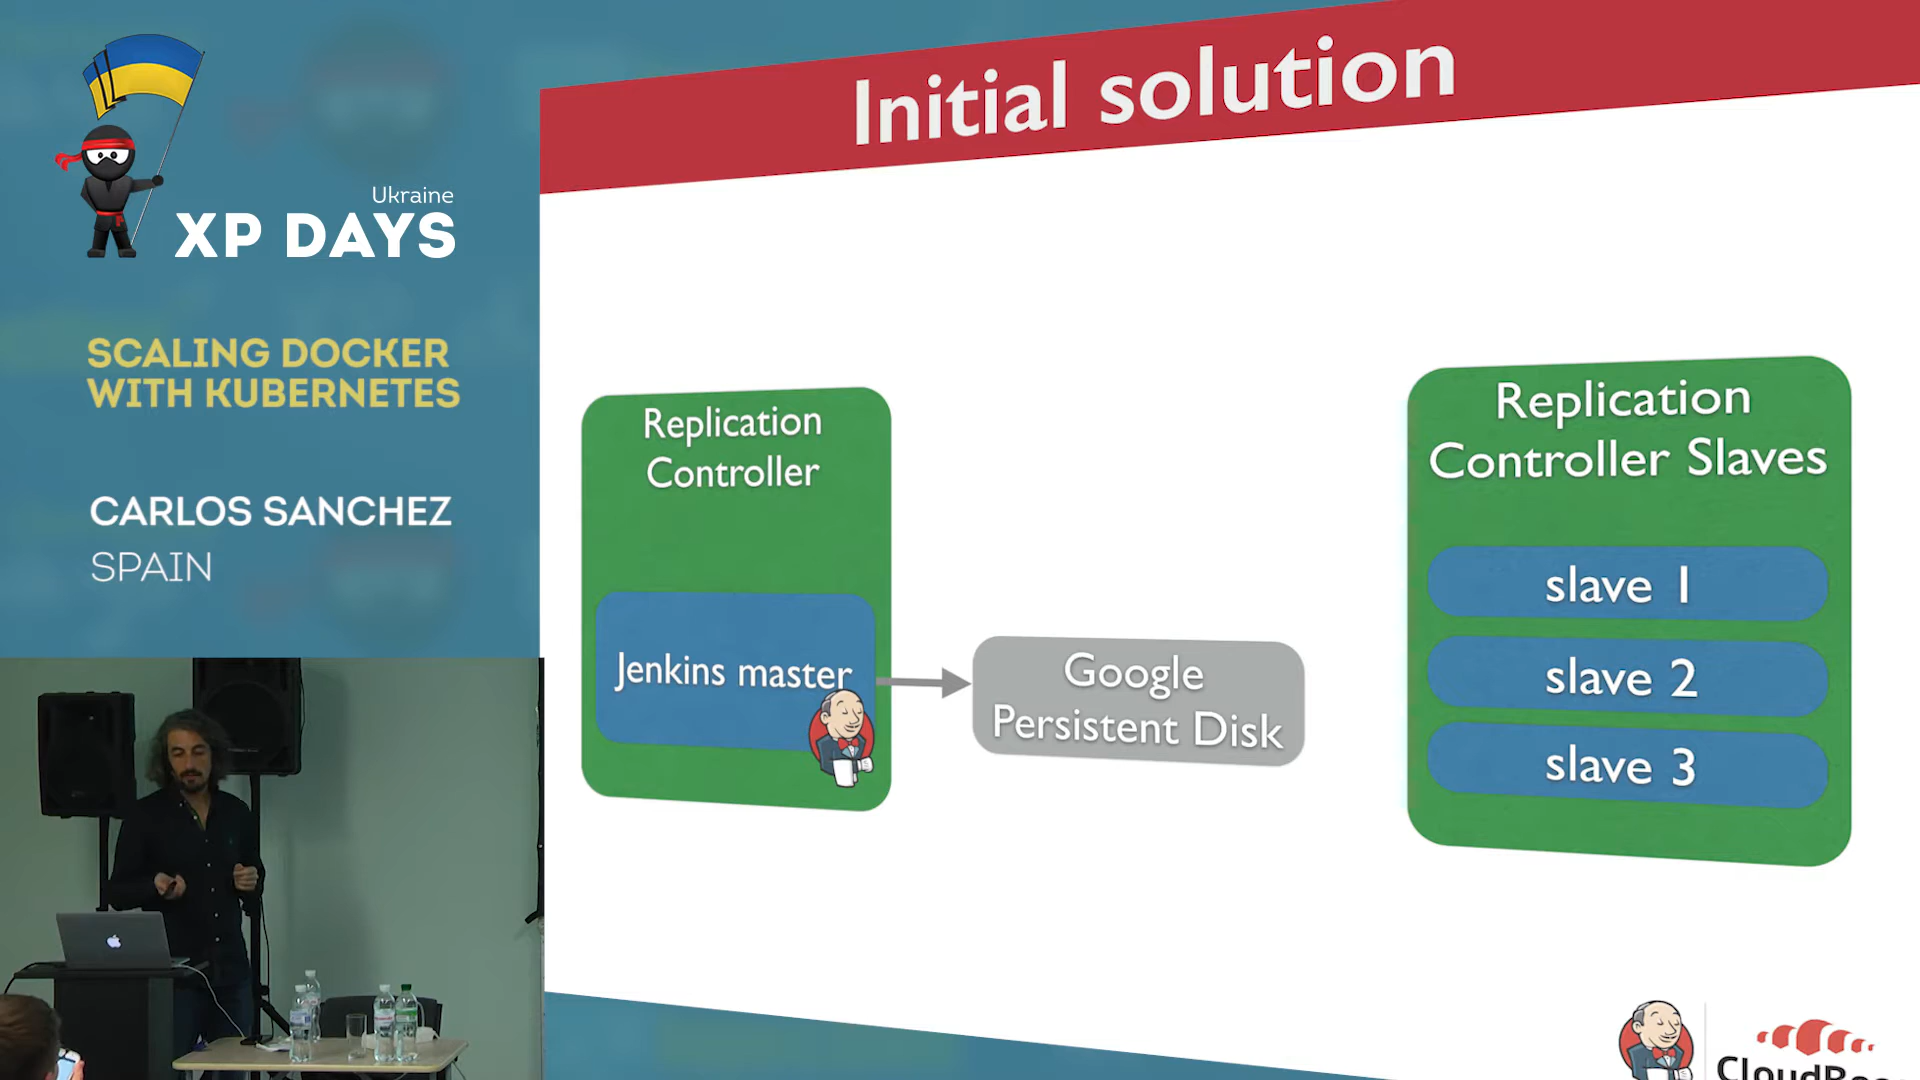 Ukraine
XP DAYS
SCALING DOCKER
WITH KUBERNETES
CARLOS SANCHEZ
SPAIN
Initial solution
Replication
Controller
Jenkins master
Google
Persistent Disk
Replication
Controller Slaves
slave 1
slave 2
slave 3